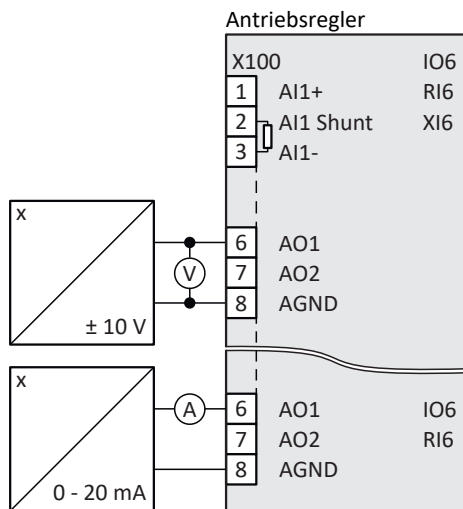 Antriebsregler
X100 IO6
1 AI1+ RI6
2 AI1 Shunt XI6
3 AI1-
x
6 AO1
V 7 AO2
8 AGND
± 10 V
x
A 6 AO1 IO6
7 AO2 RI6
8 AGND
0 - 20 mA